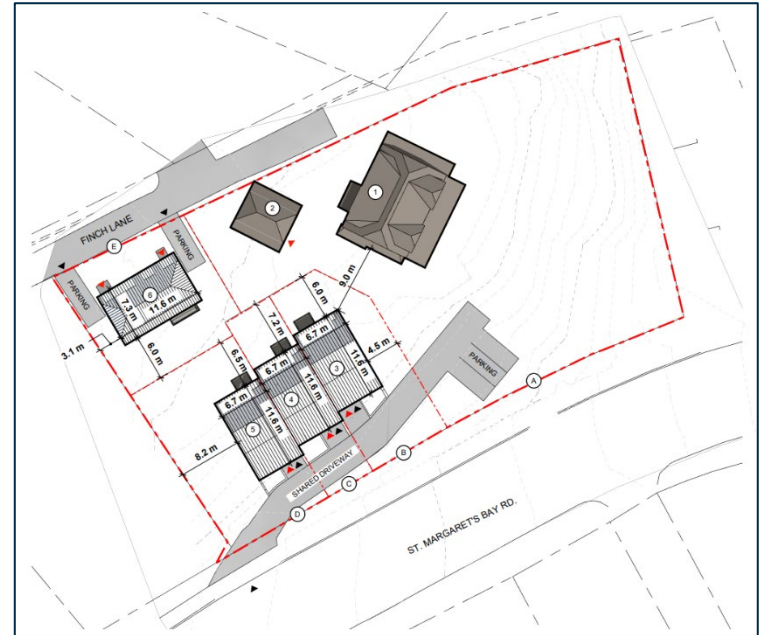 1
2
FINCH LANE
E
PARKING
PARKING
6
7.3 m
11.6 m
3.1 m
6.0 m
9.0 m
6.0 m
7.2 m
6.5 m
6.7 m
6.7 m
6.7 m
4.5 m
11.6 m
11.6 m
11.6 m
3
4
5
8.2 m
PARKING
A
B
C
D
SHARED DRIVEWAY
ST. MARGARET'S BAY RD.